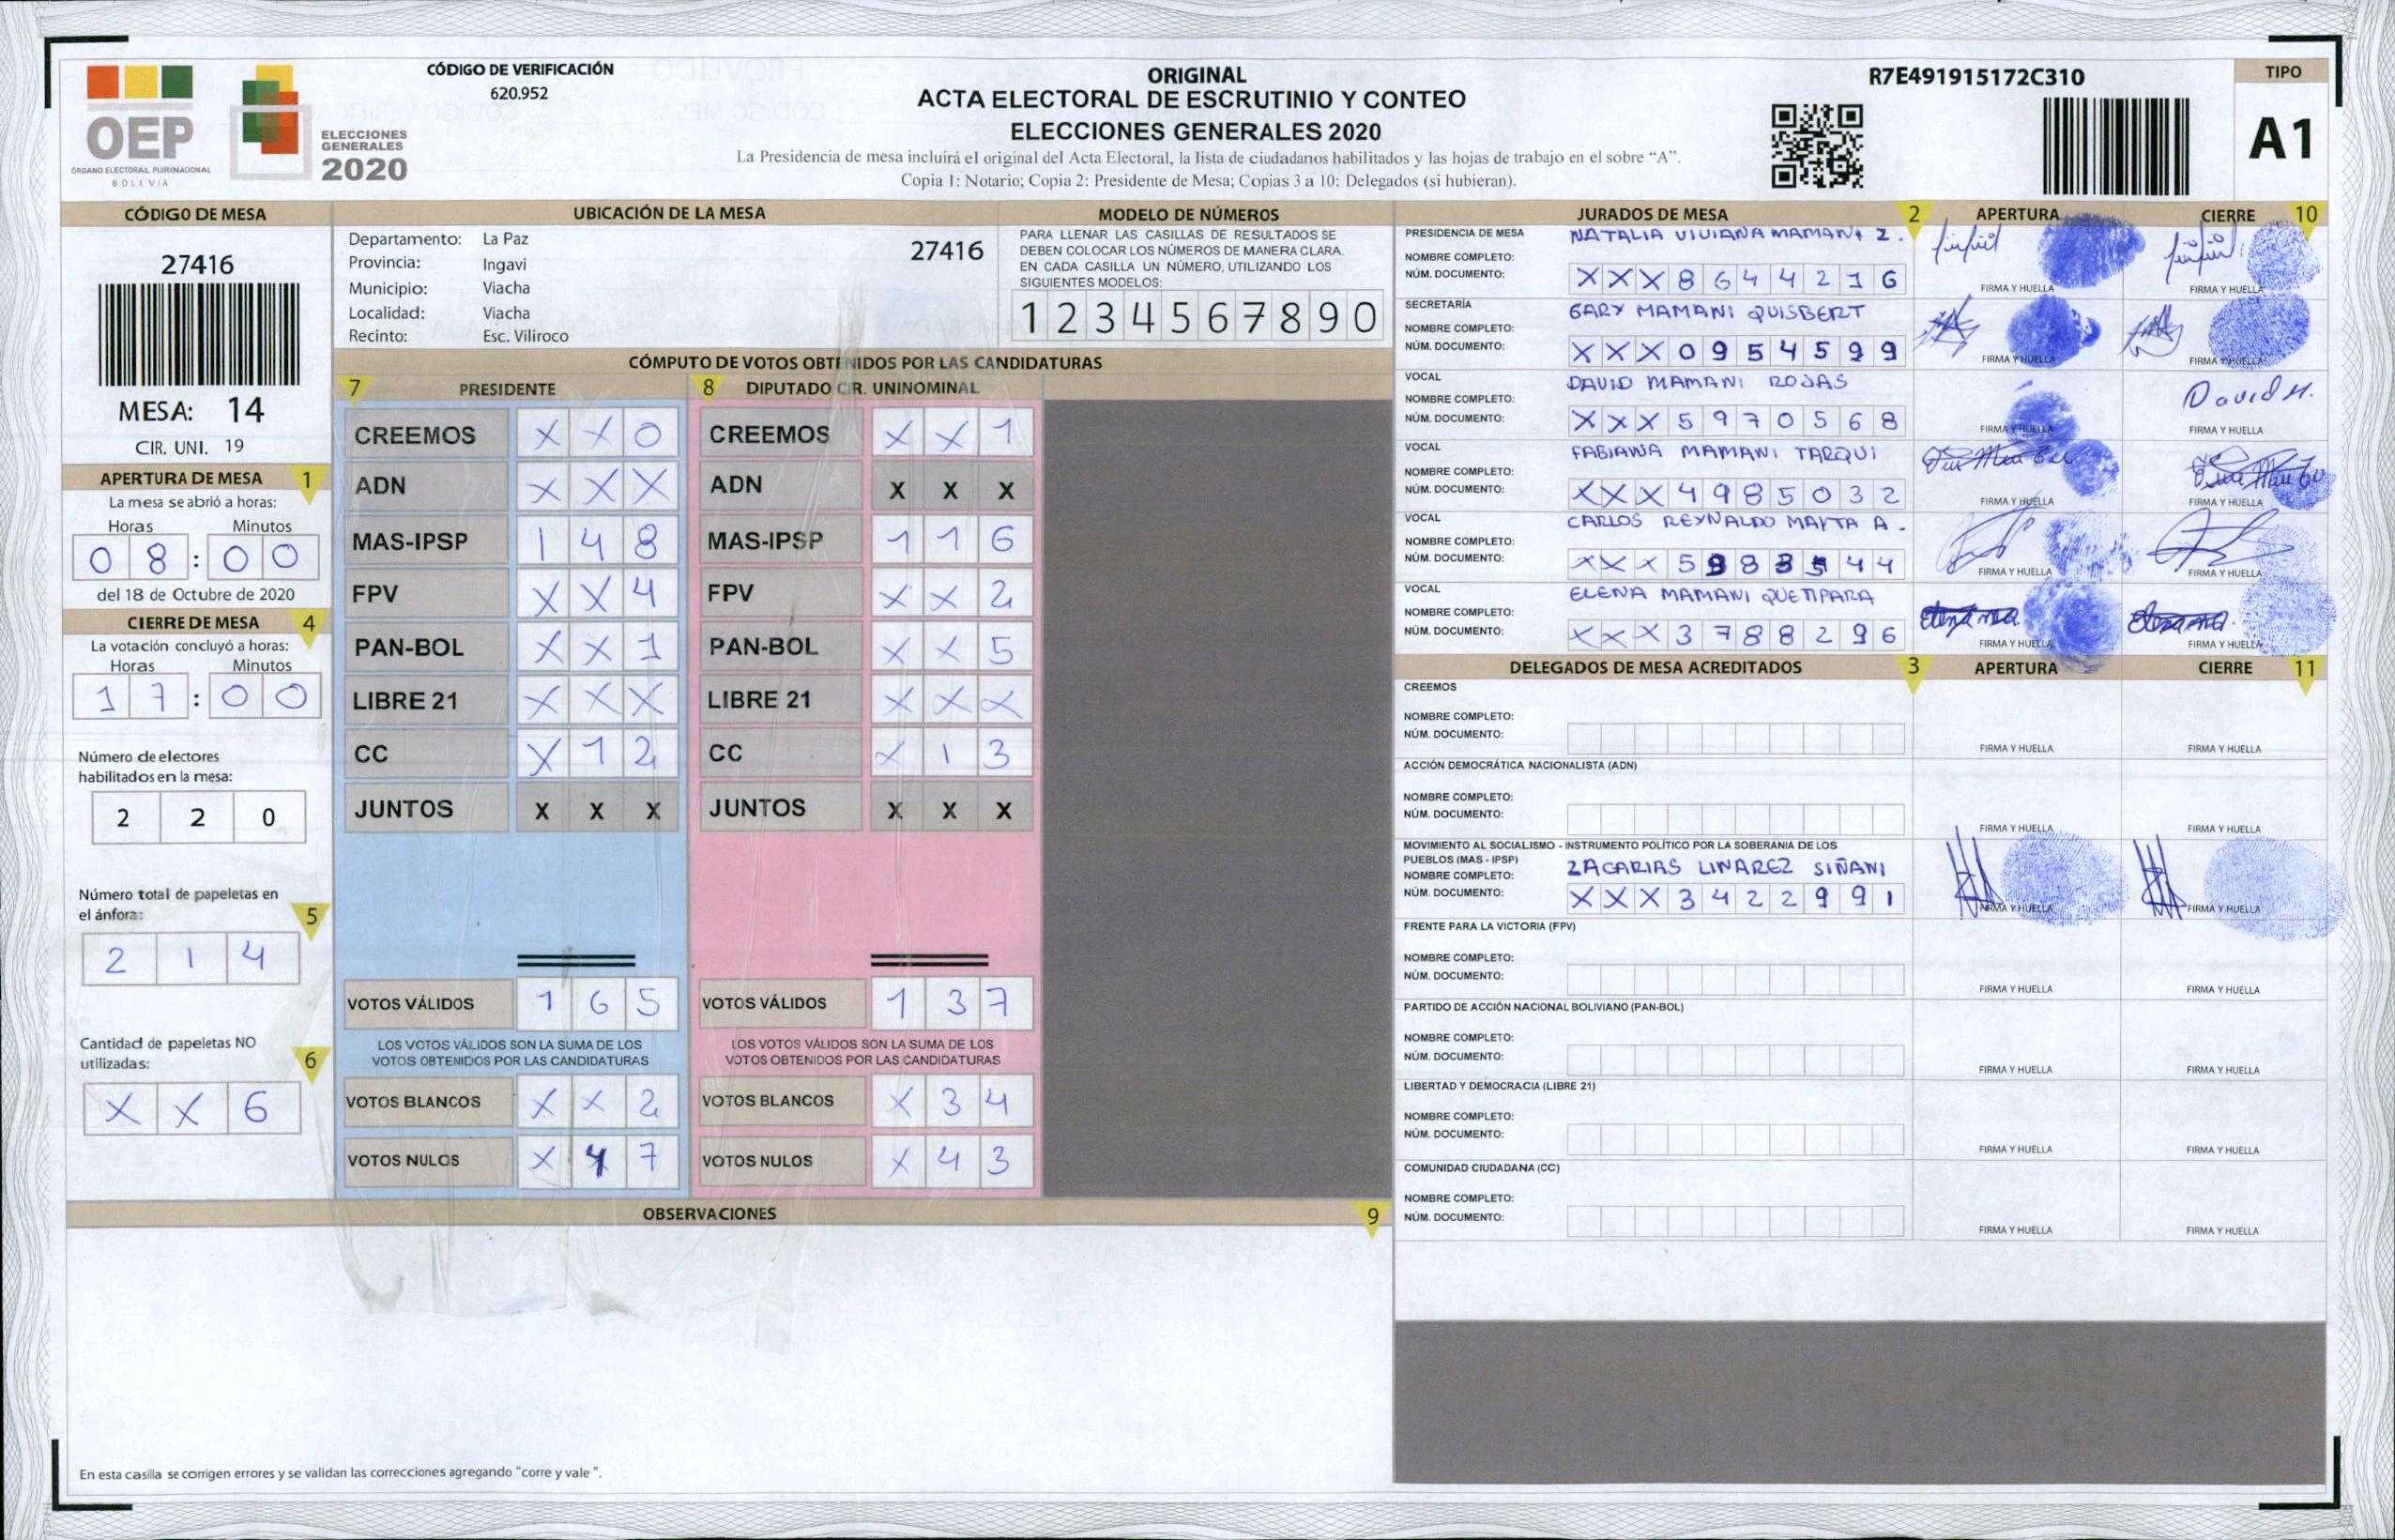 CÓDIGO DE VERIFICACIÓN
620.952
OEP
ÓRGANO ELECTORAL PLURINACIONAL
BOLIVIA
ELECCIONES
GENERALES
2020
ORIGINAL
ACTA ELECTORAL DE ESCRUTINIO Y CONTEO
ELECCIONES GENERALES 2020
La Presidencia de mesa incluirá el original del Acta Electoral, la lista de ciudadanos habilitados y las hojas de trabajo en el sobre “A”.
Copia 1: Notario; Copia 2: Presidente de Mesa; Copias 3 a 10: Delegados (si hubieran).
R7E491915172C310
TIPO
A1
CÓDIGO DE MESA
27416
MESA: 14
CIR. UNI. 19
APERTURA DE MESA 1
La mesa se abrió a horas:
Horas Minutos
0 8 : 0 0
del 18 de Octubre de 2020
CIERRE DE MESA 4
La votación concluyó a horas:
Horas Minutos
1 7 : 0 0
Número de electores
habilitados en la mesa:
2 2 0
Número total de papeletas en
el ánfora: 5
2 1 4
Cantidad de papeletas NO
utilizadas: 6
X X 6
UBICACIÓN DE LA MESA
Departamento: La Paz 27416
Provincia: Ingavi
Municipio: Viacha
Localidad: Viacha
Recinto: Esc. Viliroco
MODELO DE NÚMEROS
PARA LLENAR LAS CASILLAS DE RESULTADOS SE
DEBEN COLOCAR LOS NÚMEROS DE MANERA CLARA.
EN CADA CASILLA UN NÚMERO, UTILIZANDO LOS
SIGUIENTES MODELOS:
1 2 3 4 5 6 7 8 9 0
CÓMPUTO DE VOTOS OBTENIDOS POR LAS CANDIDATURAS
7 PRESIDENTE 8 DIPUTADO CIR. UNINOMINAL
CREEMOS X X 0 CREEMOS X X 1
ADN X X X ADN X X X
MAS-IPSP 1 4 8 MAS-IPSP 1 1 6
FPV X X 4 FPV X X 2
PAN-BOL X X 1 PAN-BOL X X 5
LIBRE 21 X X X LIBRE 21 X X X
CC X 1 2 CC X 1 3
JUNTOS X X X JUNTOS X X X
VOTOS VÁLIDOS 1 6 5 VOTOS VÁLIDOS 1 3 7
LOS VOTOS VÁLIDOS SON LA SUMA DE LOS LOS VOTOS VÁLIDOS SON LA SUMA DE LOS
VOTOS OBTENIDOS POR LAS CANDIDATURAS VOTOS OBTENIDOS POR LAS CANDIDATURAS
VOTOS BLANCOS X X 2 VOTOS BLANCOS X 3 4
VOTOS NULOS X 4 7 VOTOS NULOS X 4 3
OBSERVACIONES 9
En esta casilla se corrigen errores y se validan las correcciones agregando "corre y vale ".
JURADOS DE MESA 2 APERTURA CIERRE 10
PRESIDENCIA DE MESA NATALIA VIVIANA MAMANI Z.
NOMBRE COMPLETO:
NÚM. DOCUMENTO: X X X 8 6 4 4 2 1 6 FIRMA Y HUELLA FIRMA Y HUELLA
SECRETARÍA GARY MAMANI QUISBERT
NOMBRE COMPLETO:
NÚM. DOCUMENTO: X X X 0 9 5 4 5 9 9 FIRMA Y HUELLA FIRMA Y HUELLA
VOCAL DAVID MAMANI ROJAS David M.
NOMBRE COMPLETO:
NÚM. DOCUMENTO: X X X 5 9 7 0 5 6 8 FIRMA Y HUELLA FIRMA Y HUELLA
VOCAL FABIANA MAMANI TARQUI
NOMBRE COMPLETO:
NÚM. DOCUMENTO: X X X 4 9 8 5 0 3 2 FIRMA Y HUELLA FIRMA Y HUELLA
VOCAL CARLOS REYNALDO MAYTA A.
NOMBRE COMPLETO:
NÚM. DOCUMENTO: X X X 5 9 8 3 5 4 4 FIRMA Y HUELLA FIRMA Y HUELLA
VOCAL ELENA MAMANI QUETIPARA
NOMBRE COMPLETO:
NÚM. DOCUMENTO: X X X 3 7 8 8 2 9 6 FIRMA Y HUELLA FIRMA Y HUELLA
DELEGADOS DE MESA ACREDITADOS 3 APERTURA CIERRE 11
CREEMOS
NOMBRE COMPLETO:
NÚM. DOCUMENTO: FIRMA Y HUELLA FIRMA Y HUELLA
ACCIÓN DEMOCRÁTICA NACIONALISTA (ADN)
NOMBRE COMPLETO:
NÚM. DOCUMENTO: FIRMA Y HUELLA FIRMA Y HUELLA
MOVIMIENTO AL SOCIALISMO - INSTRUMENTO POLÍTICO POR LA SOBERANIA DE LOS
PUEBLOS (MAS - IPSP) ZACARIAS LINAREZ SIÑANI
NOMBRE COMPLETO:
NÚM. DOCUMENTO: X X X 3 4 2 2 9 9 1 FIRMA Y HUELLA FIRMA Y HUELLA
FRENTE PARA LA VICTORIA (FPV)
NOMBRE COMPLETO:
NÚM. DOCUMENTO: FIRMA Y HUELLA FIRMA Y HUELLA
PARTIDO DE ACCIÓN NACIONAL BOLIVIANO (PAN-BOL)
NOMBRE COMPLETO:
NÚM. DOCUMENTO: FIRMA Y HUELLA FIRMA Y HUELLA
LIBERTAD Y DEMOCRACIA (LIBRE 21)
NOMBRE COMPLETO:
NÚM. DOCUMENTO: FIRMA Y HUELLA FIRMA Y HUELLA
COMUNIDAD CIUDADANA (CC)
NOMBRE COMPLETO:
NÚM. DOCUMENTO: FIRMA Y HUELLA FIRMA Y HUELLA